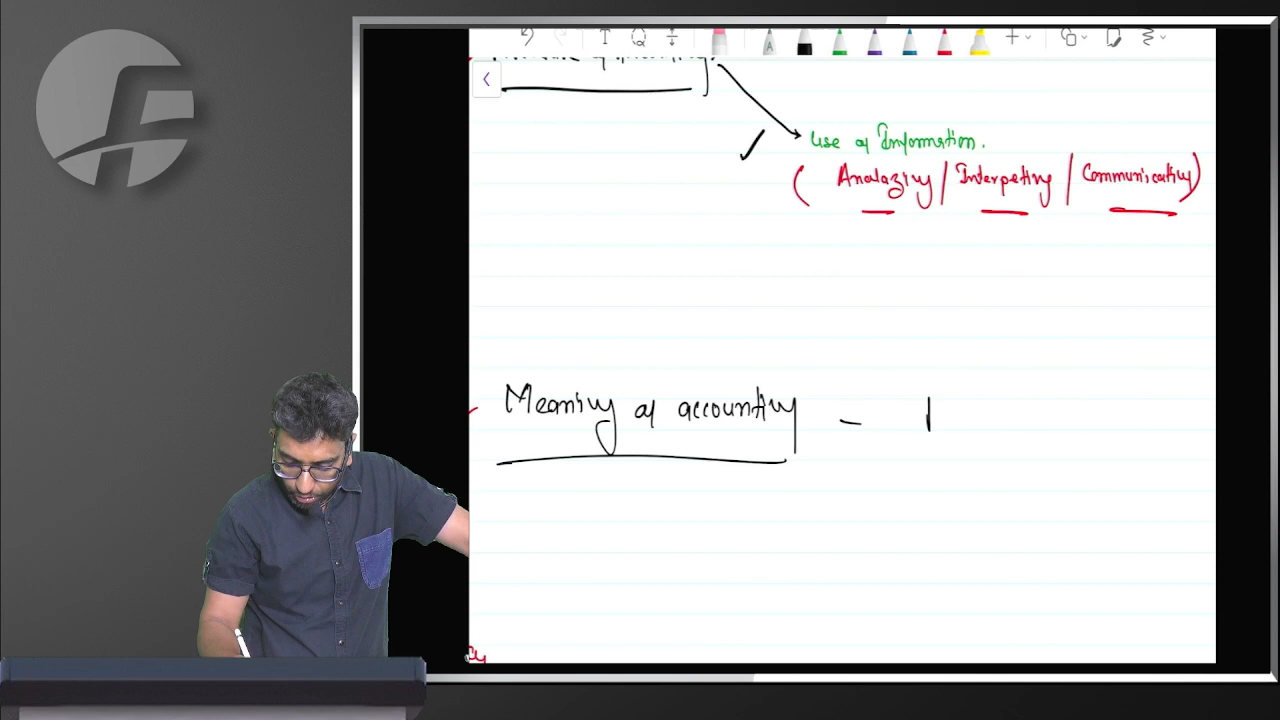 Use of Information.
( Analazing / Interpeting / Communicating)
Meaning of accounting -